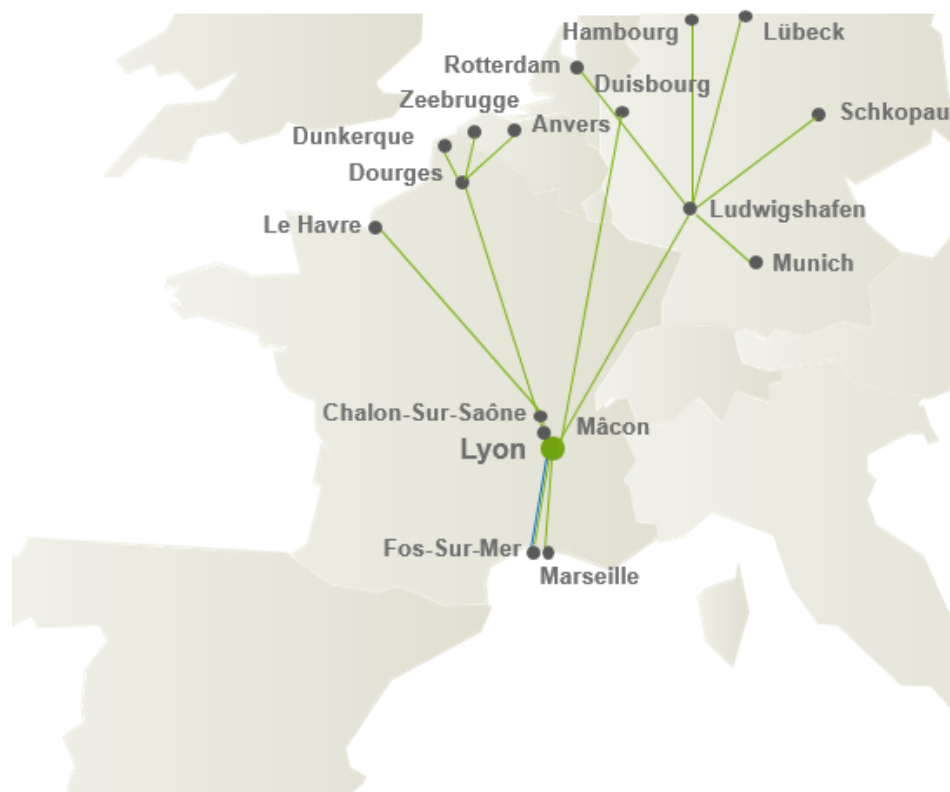 Hambourg
Lübeck
Rotterdam
Duisbourg
Zeebrugge
Schkopau
Anvers
Dunkerque
Dourges
Ludwigshafen
Le Havre
Munich
Chalon-Sur-Saône
Mâcon
Lyon
Fos-Sur-Mer
Marseille